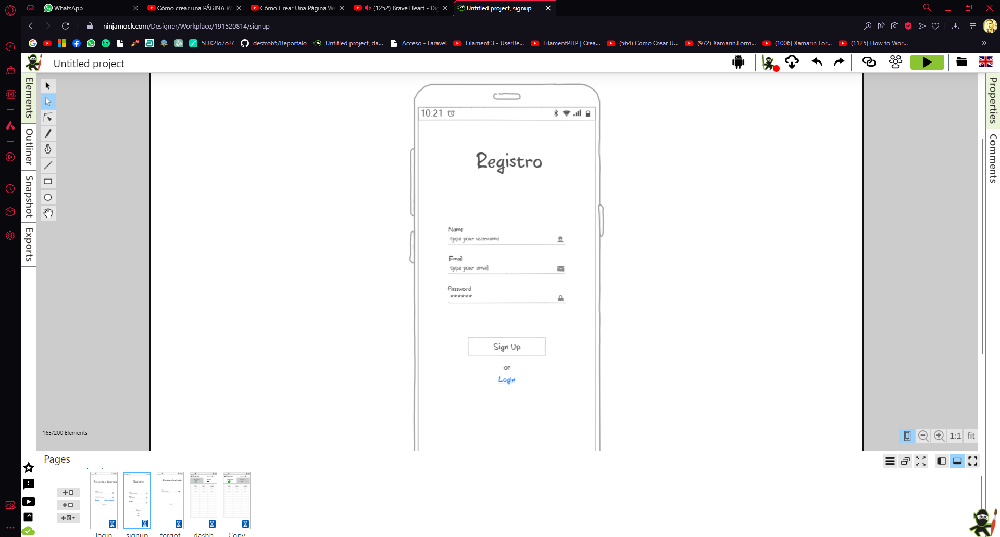 WhatsApp
Cómo crear una PÁGINA W
Cómo Crear Una Página We
(1252) Brave Heart - Di
Untitled project, signup
ninjamock.com/Designer/Workplace/191520814/signup
5DK2Io7oJ7
destro65/Reportalo
Untitled project, da...
Acceso - Laravel
Filament 3 - UserRe...
FilamentPHP | Crea...
(564) Como Crear U...
(972) Xamarin.Form...
(1006) Xamarin For...
(1125) How to Wor...
Untitled project
Elements
Outliner
Snapshot
Exports
Properties
Comments
10:21
Registro
Name
type your username
Email
type your email
Password
******
Sign Up
or
Login
165/200 Elements
1:1
fit
Pages
Registro
login
signup
forgot
dashb
Copy